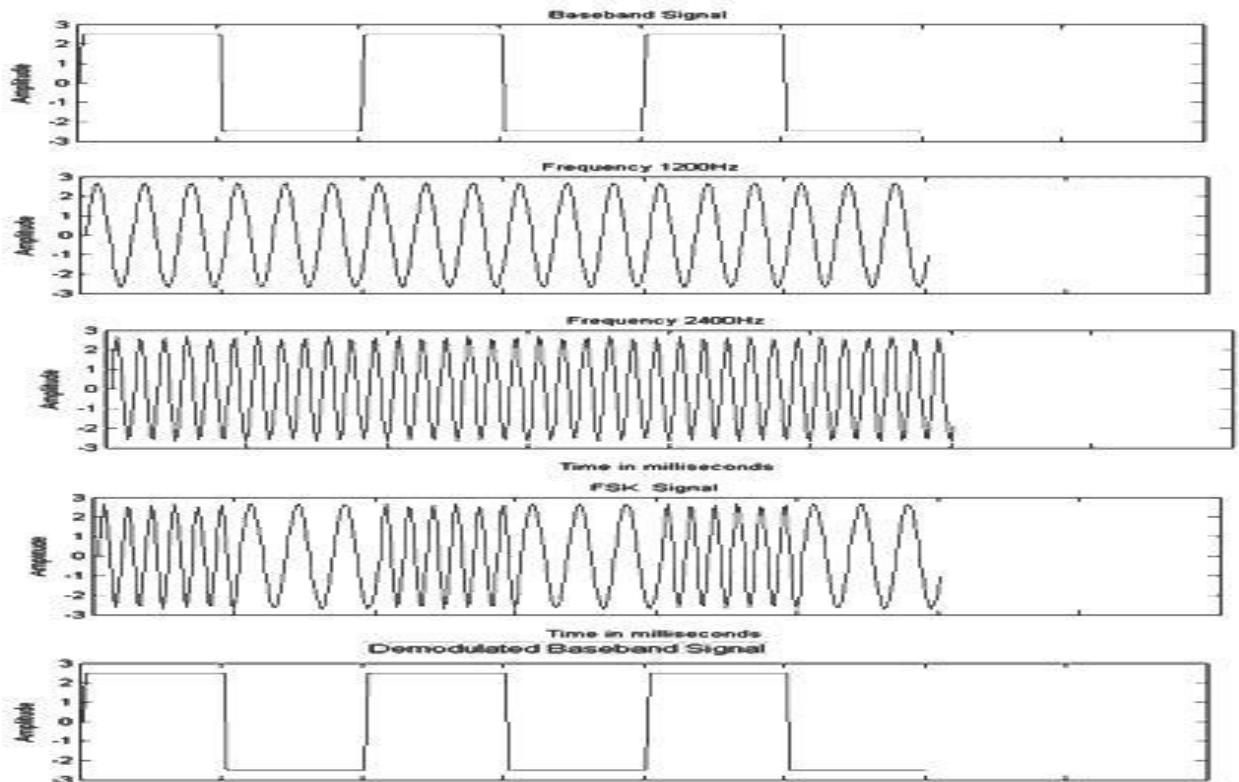 Baseband Signal
3
2
1
0
-1
-2
-3
Amplitude
Frequency 1200Hz
3
2
1
0
-1
-2
-3
Amplitude
Frequency 2400Hz
3
2
1
0
-1
-2
-3
Amplitude
Time in milliseconds
FSK Signal
3
2
1
0
-1
-2
-3
Amplitude
Time in milliseconds
Demodulated Baseband Signal
3
2
1
0
-1
-2
-3
Amplitude